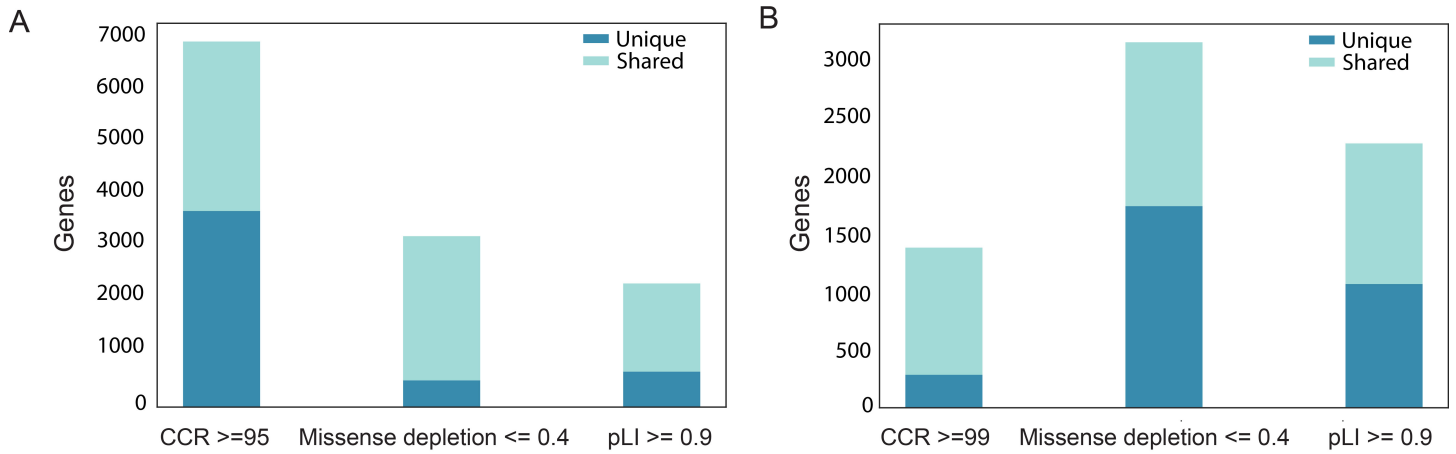 A
7000
6000
5000
4000
3000
2000
1000
0
Genes
Unique
Shared
CCR >=95
Missense depletion <= 0.4
pLI >= 0.9
B
3000
2500
2000
1500
1000
500
0
Genes
Unique
Shared
CCR >=99
Missense depletion <= 0.4
pLI >= 0.9